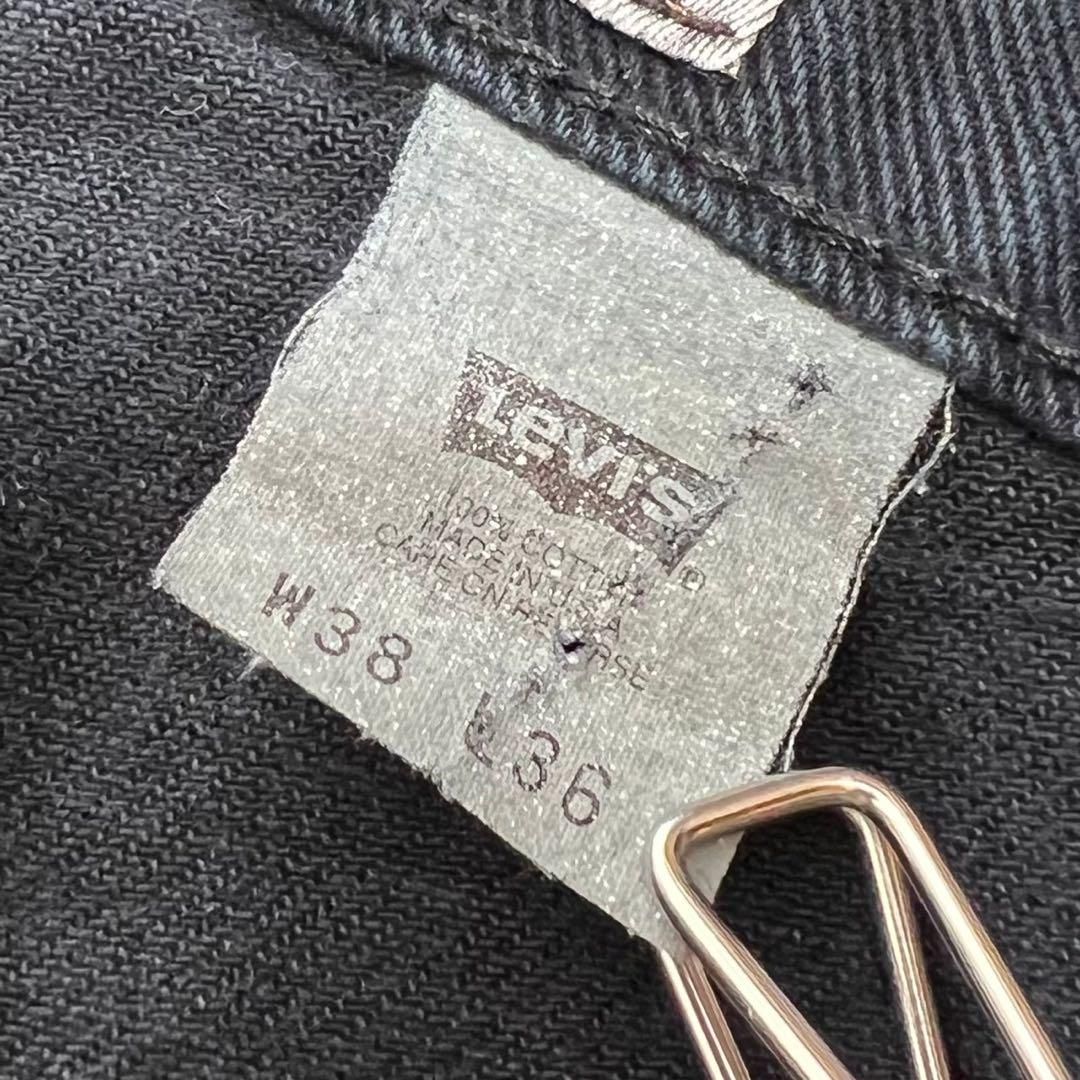 Levi's
®
100% COTTON
MADE IN USA
CARE ON REVERSE
W38 L36